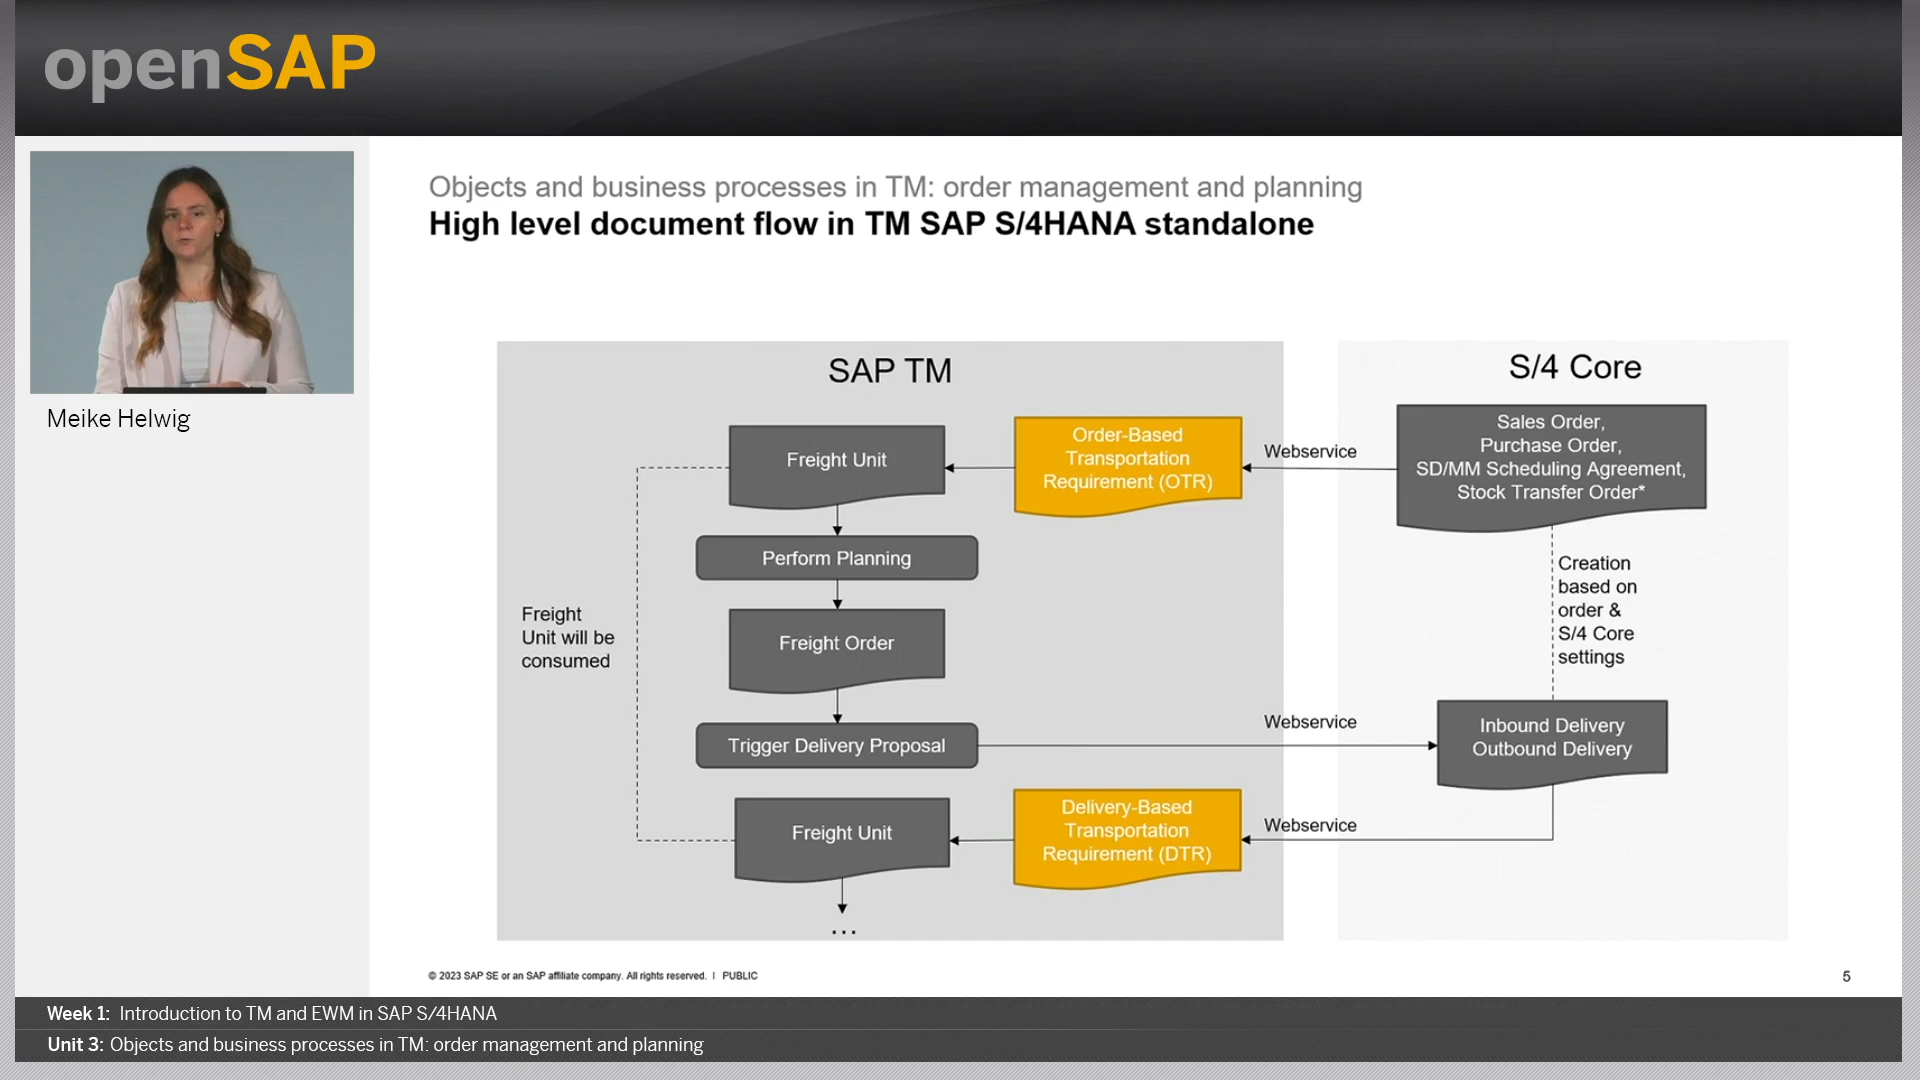 openSAP
Meike Helwig
Objects and business processes in TM: order management and planning
High level document flow in TM SAP S/4HANA standalone
SAP TM
S/4 Core
Freight Unit
Order-Based
Transportation
Requirement (OTR)
Webservice
Sales Order,
Purchase Order,
SD/MM Scheduling Agreement,
Stock Transfer Order*
Perform Planning
Creation
based on
order &
S/4 Core
settings
Freight
Unit will be
consumed
Freight Order
Trigger Delivery Proposal
Webservice
Inbound Delivery
Outbound Delivery
Freight Unit
Delivery-Based
Transportation
Requirement (DTR)
Webservice
...
© 2023 SAP SE or an SAP affiliate company. All rights reserved. I PUBLIC
5
Week 1: Introduction to TM and EWM in SAP S/4HANA
Unit 3: Objects and business processes in TM: order management and planning